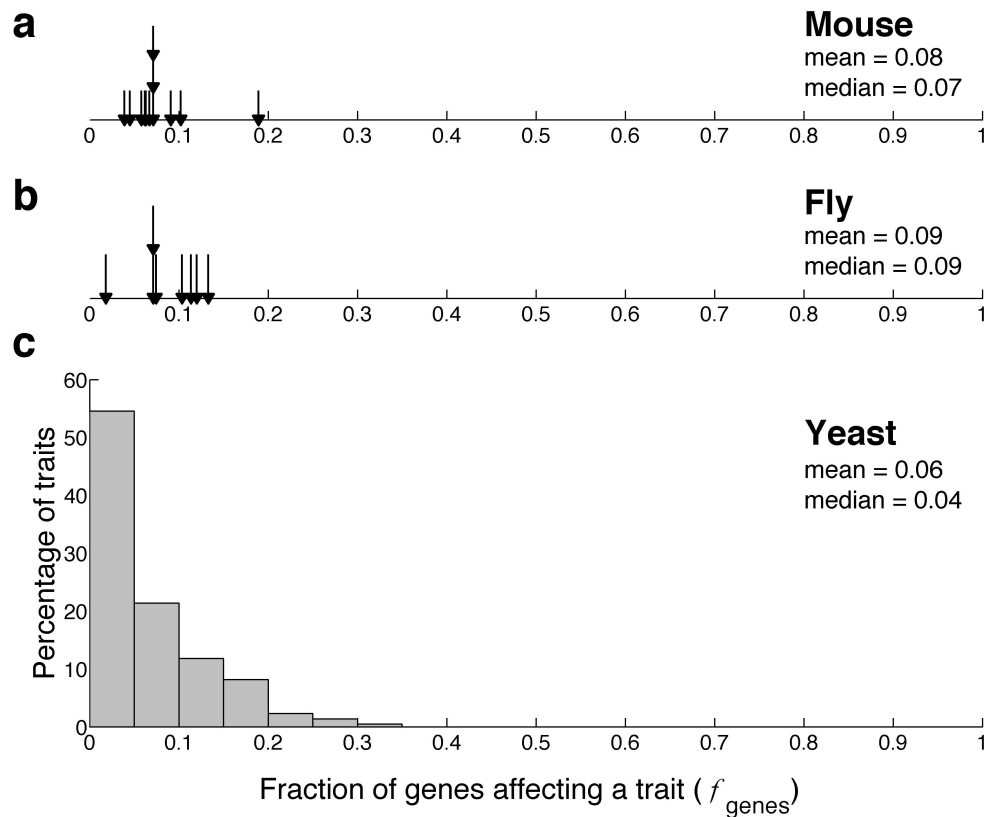 a
Mouse
mean = 0.08
median = 0.07
0 0.1 0.2 0.3 0.4 0.5 0.6 0.7 0.8 0.9 1
b
Fly
mean = 0.09
median = 0.09
0 0.1 0.2 0.3 0.4 0.5 0.6 0.7 0.8 0.9 1
c
Percentage of traits
60
50
40
30
20
10
0
Yeast
mean = 0.06
median = 0.04
0 0.1 0.2 0.3 0.4 0.5 0.6 0.7 0.8 0.9 1
Fraction of genes affecting a trait ( f genes)